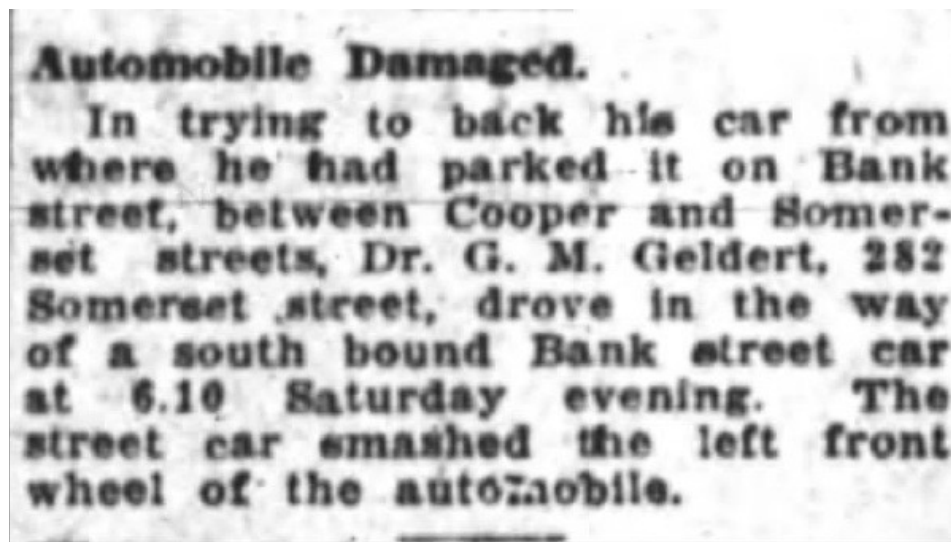 Automobile Damaged.
In trying to back his car from
where he had parked it on Bank
street, between Cooper and Somer-
set streets, Dr. G. M. Geldert, 282
Somerset street, drove in the way
of a south bound Bank street car
at 6.10 Saturday evening. The
street car smashed the left front
wheel of the automobile.